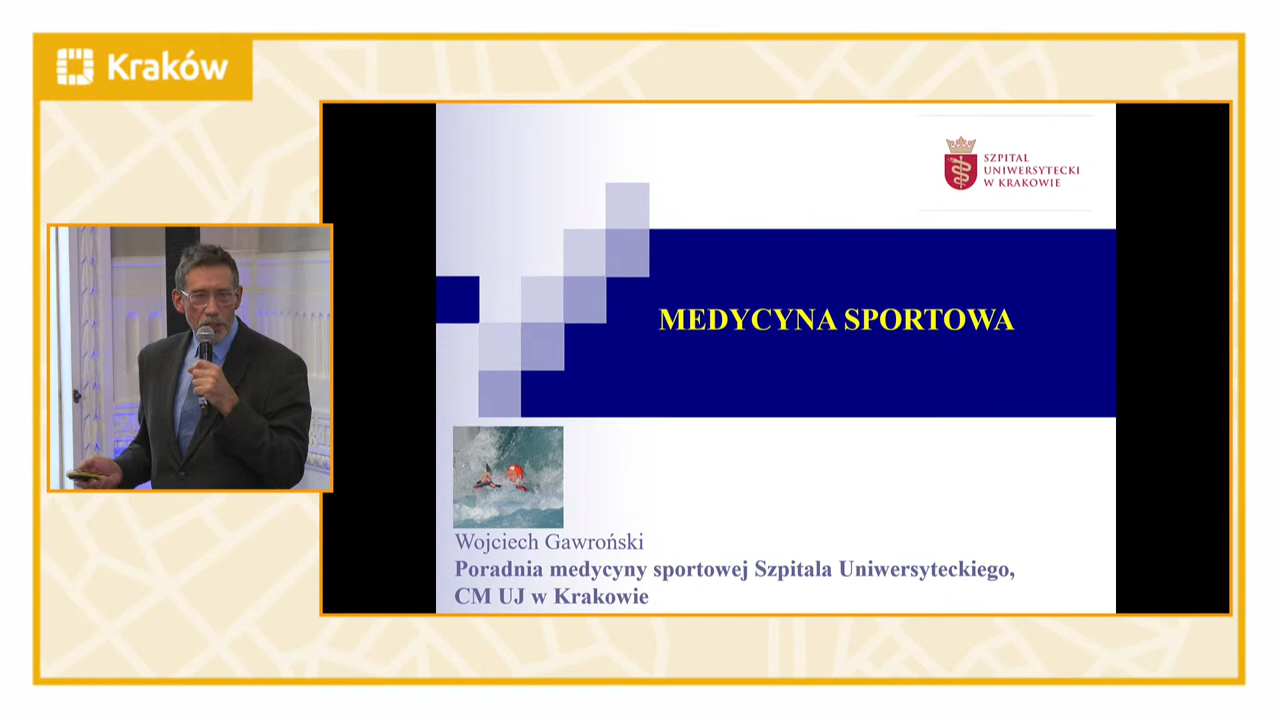 Kraków
SZPITAL
UNIWERSYTECKI
W KRAKOWIE
MEDYCYNA SPORTOWA
Wojciech Gawroński
Poradnia medycyny sportowej Szpitala Uniwersyteckiego,
CM UJ w Krakowie